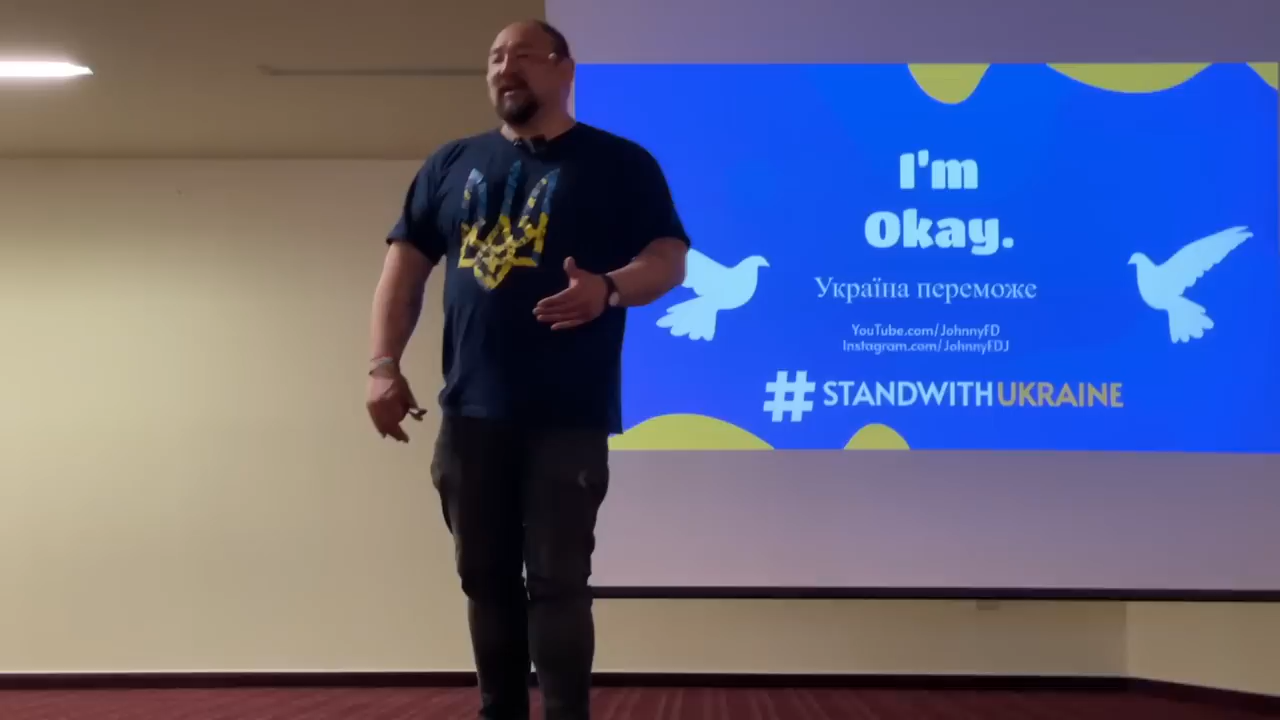 I'm
Okay.
Україна переможе
YouTube.com/JohnnyFD
Instagram.com/JohnnyFDJ
#STANDWITHUKRAINE